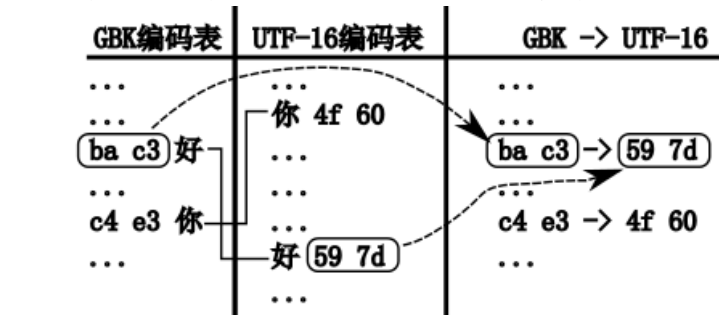 GBK编码表 UTF-16编码表 GBK -> UTF-16
... ... ...
... 你 4f 60 ...
ba c3 好 ... ba c3 -> 59 7d
... ... ...
c4 e3 你 ... c4 e3 -> 4f 60
... 好 59 7d ...
...